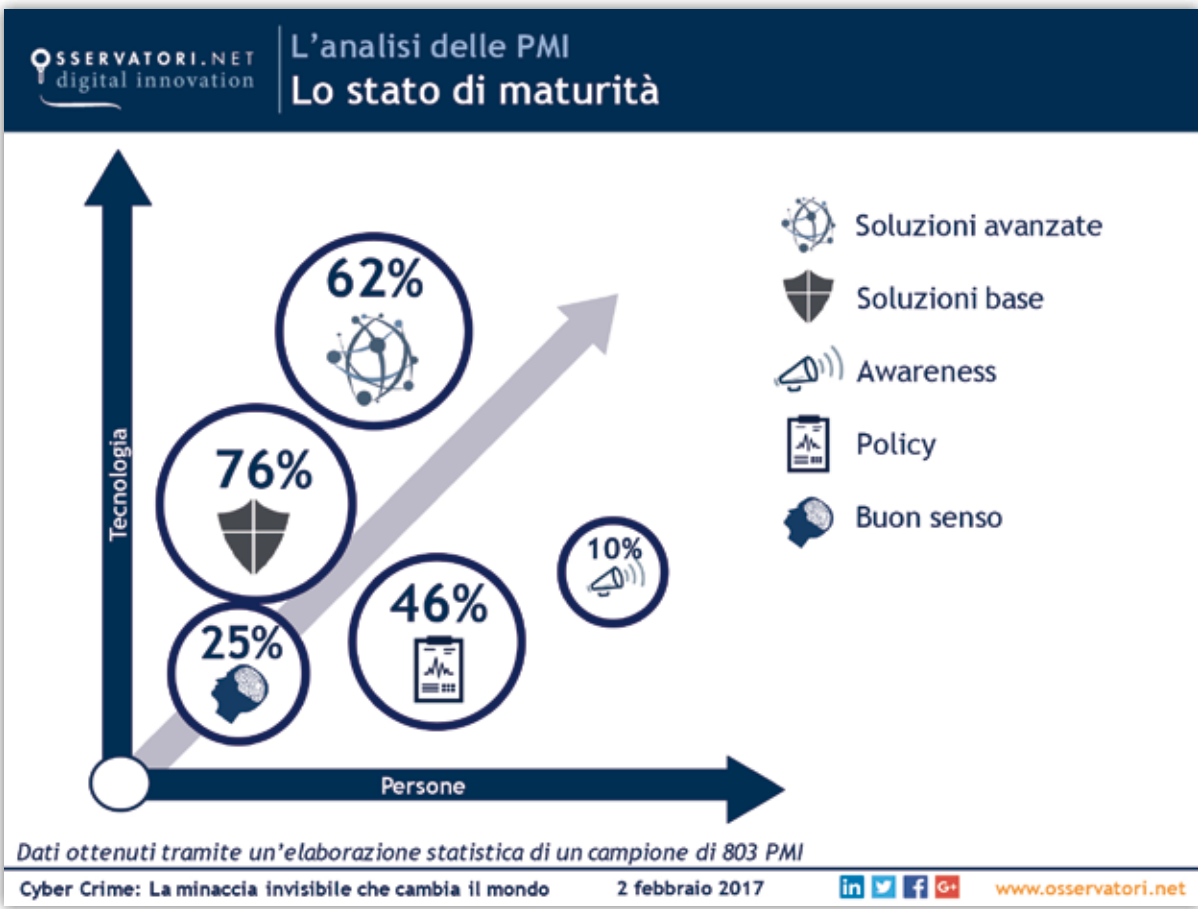 OSSERVATORI.NET
digital innovation
L'analisi delle PMI
Lo stato di maturità
62%
76%
25%
46%
10%
Tecnologia
Persone
Soluzioni avanzate
Soluzioni base
Awareness
Policy
Buon senso
Dati ottenuti tramite un'elaborazione statistica di un campione di 803 PMI
Cyber Crime: La minaccia invisibile che cambia il mondo 2 febbraio 2017 in f G+ www.osservatori.net